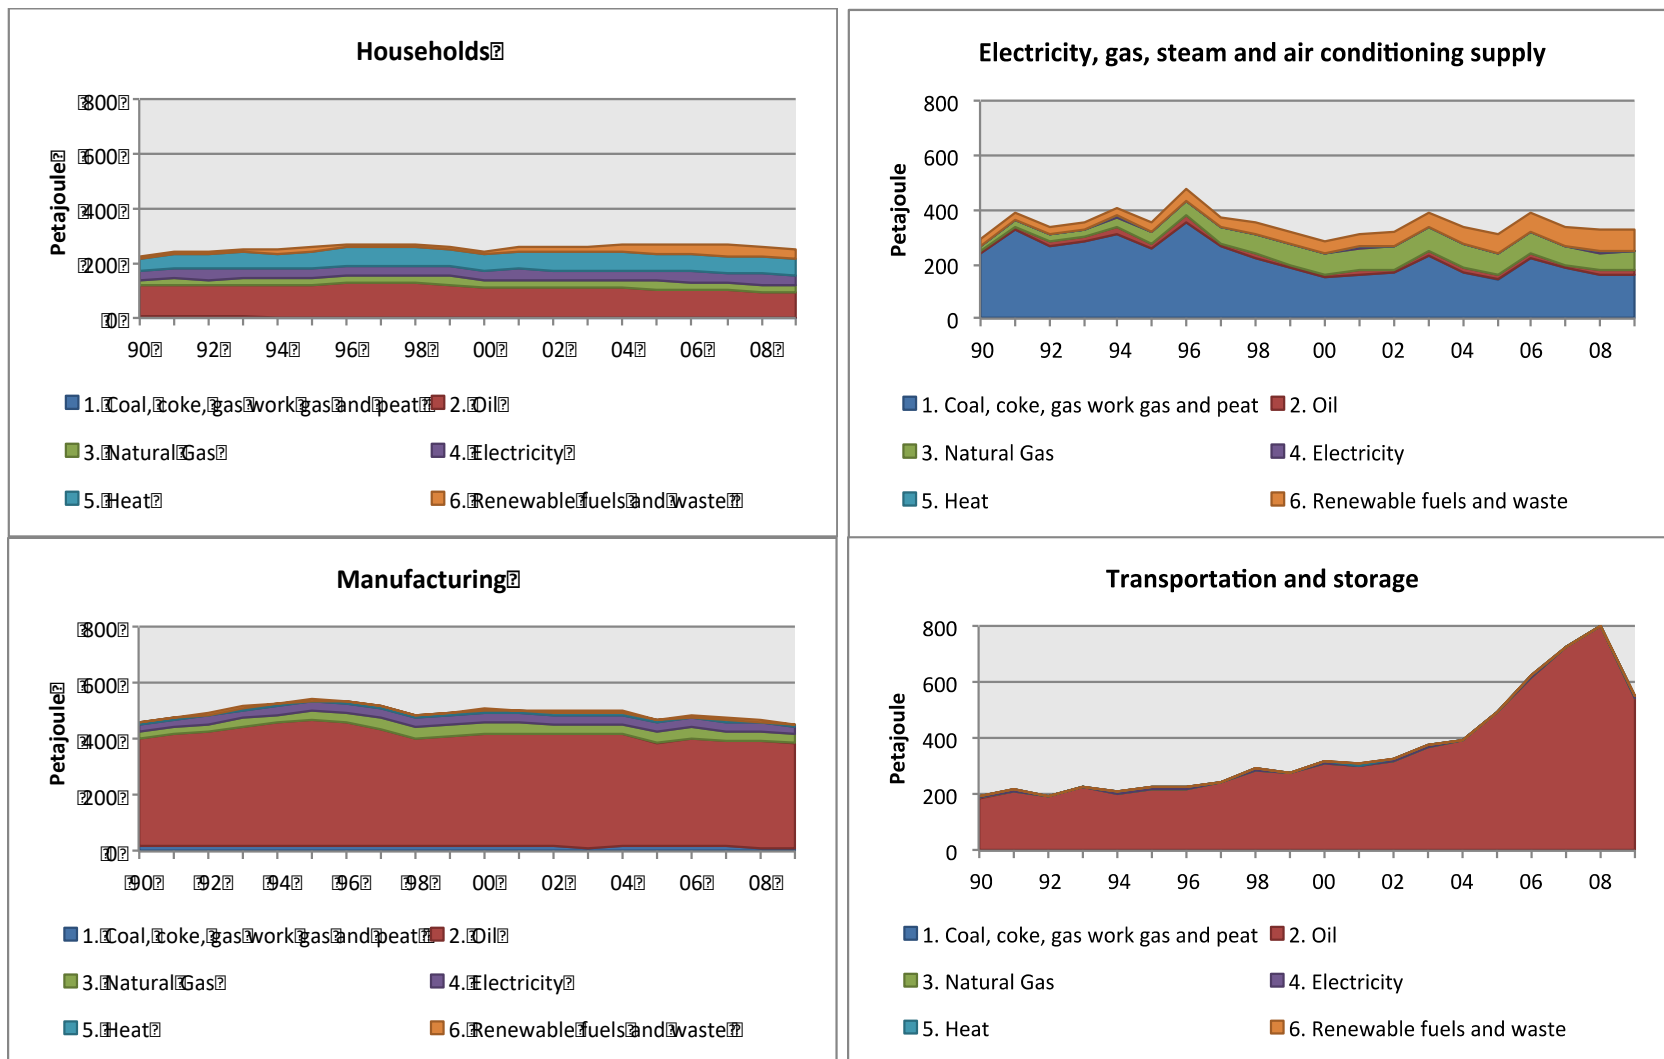 Households
Petajoule
800
600
400
200
0
90 92 94 96 98 00 02 04 06 08
1. Coal, coke, gas work gas and peat 2. Oil
3. Natural Gas 4. Electricity
5. Heat 6. Renewable fuels and waste
Electricity, gas, steam and air conditioning supply
Petajoule
800
600
400
200
0
90 92 94 96 98 00 02 04 06 08
1. Coal, coke, gas work gas and peat 2. Oil
3. Natural Gas 4. Electricity
5. Heat 6. Renewable fuels and waste
Manufacturing
Petajoule
800
600
400
200
0
90 92 94 96 98 00 02 04 06 08
1. Coal, coke, gas work gas and peat 2. Oil
3. Natural Gas 4. Electricity
5. Heat 6. Renewable fuels and waste
Transportation and storage
Petajoule
800
600
400
200
0
90 92 94 96 98 00 02 04 06 08
1. Coal, coke, gas work gas and peat 2. Oil
3. Natural Gas 4. Electricity
5. Heat 6. Renewable fuels and waste